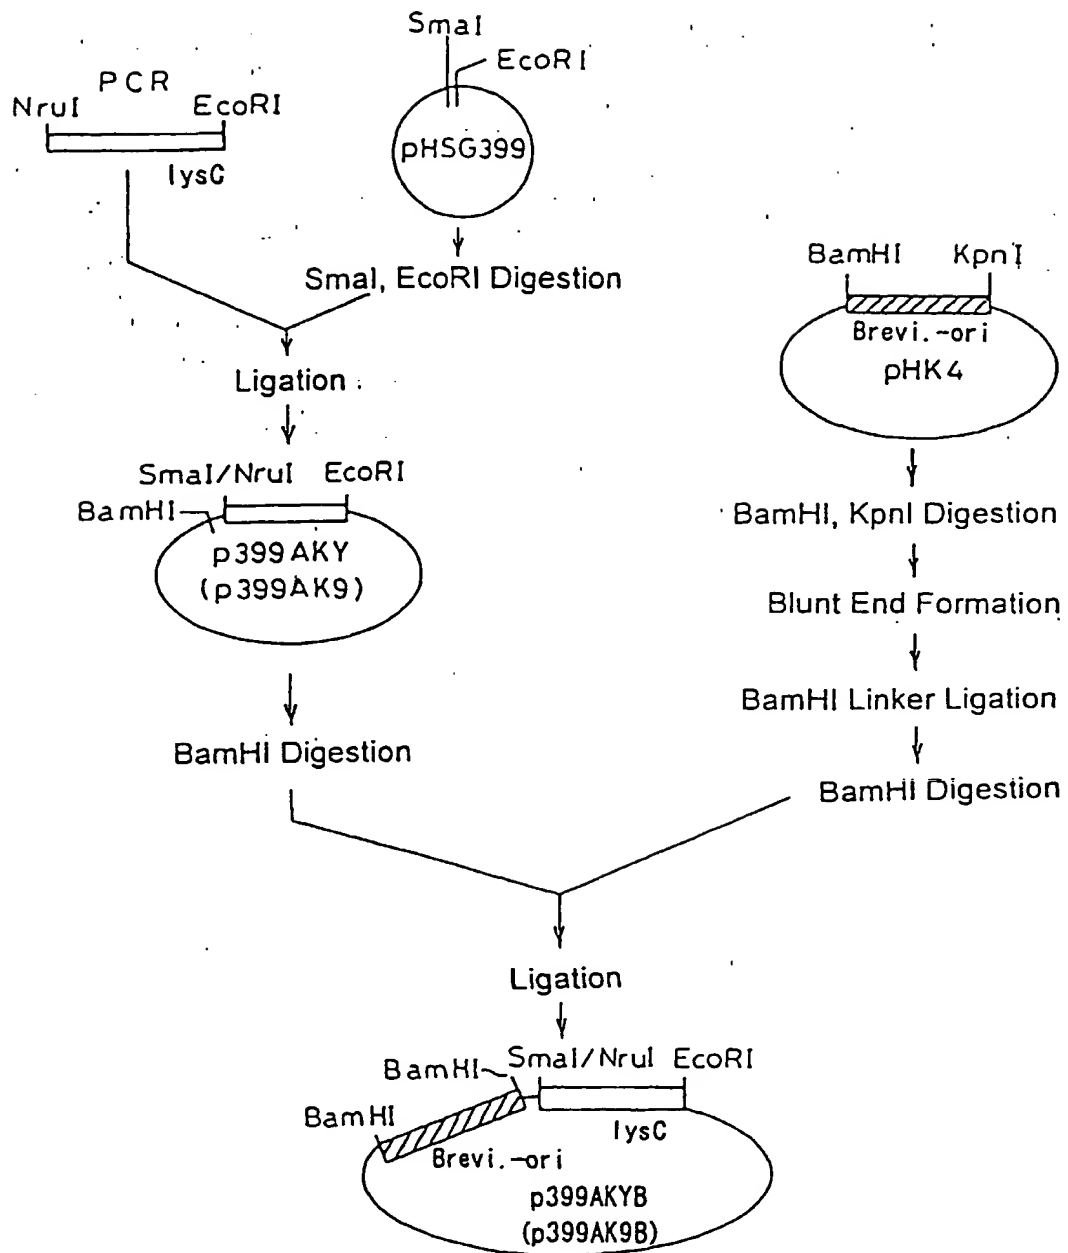 SmaI
EcoRI
PCR
NruI EcoRI
lysC
pHSG399
SmaI, EcoRI Digestion
BamHI KpnI
Brevi.-ori
pHK4
Ligation
SmaI/NruI EcoRI
BamHI
p399AKY
(p399AK9)
BamHI, KpnI Digestion
Blunt End Formation
BamHI Linker Ligation
BamHI Digestion
BamHI Digestion
Ligation
SmaI/NruI EcoRI
BamHI
BamHI
lysC
Brevi.-ori
p399AKYB
(p399AK9B)